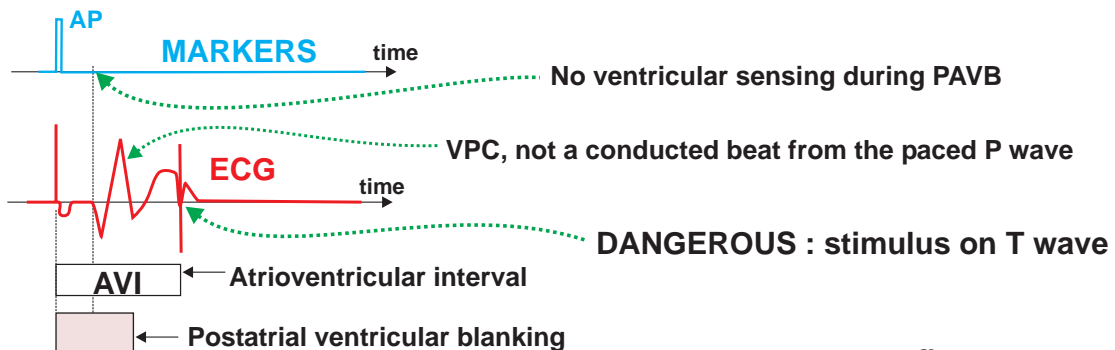 AP
MARKERS
time
No ventricular sensing during PAVB
VPC, not a conducted beat from the paced P wave
ECG
time
DANGEROUS : stimulus on T wave
AVI
Atrioventricular interval
Postatrial ventricular blanking